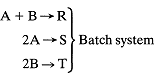 A + B → R
2A → S } Batch system
2B → T